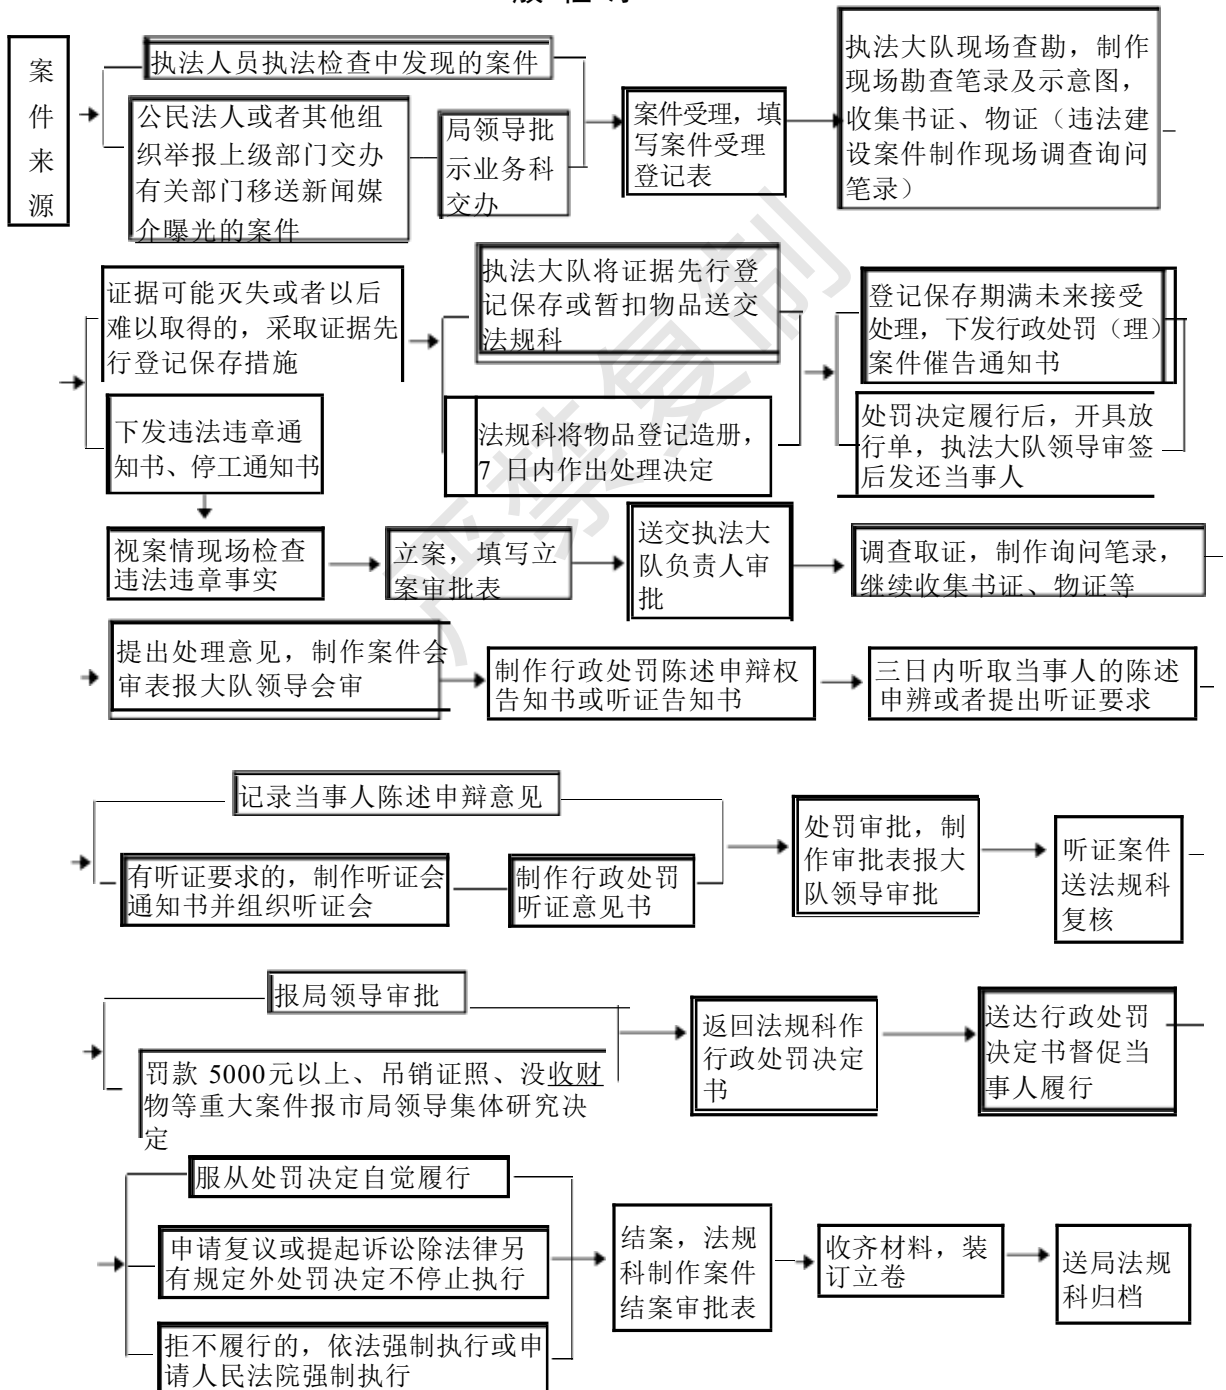 案
件
来
源
执法人员执法检查中发现的案件
公民法人或者其他组
织举报上级部门交办
有关部门移送新闻媒
介曝光的案件
局领导批
示业务科
交办
案件受理，填
写案件受理
登记表
执法大队现场查勘，制作
现场勘查笔录及示意图，
收集书证、物证（违法建
设案件制作现场调查询问
笔录）
证据可能灭失或者以后
难以取得的，采取证据先
行登记保存措施
下发违法违章通
知书、停工通知书
执法大队将证据先行登
记保存或暂扣物品送交
法规科
法规科将物品登记造册，
7 日内作出处理决定
登记保存期满未来接受
处理，下发行政处罚（理）
案件催告通知书
处罚决定履行后，开具放
行单，执法大队领导审签
后发还当事人
视案情现场检查
违法违章事实
立案，填写立
案审批表
送交执法大
队负责人审
批
调查取证，制作询问笔录，
继续收集书证、物证等
提出处理意见，制作案件会
审表报大队领导会审
制作行政处罚陈述申辩权
告知书或听证告知书
三日内听取当事人的陈述
申辨或者提出听证要求
记录当事人陈述申辩意见
有听证要求的，制作听证会
通知书并组织听证会
制作行政处罚
听证意见书
处罚审批，制
作审批表报大
队领导审批
听证案件
送法规科
复核
报局领导审批
罚款 5000元以上、吊销证照、没收财
物等重大案件报市局领导集体研究决
定
返回法规科作
行政处罚决定
书
送达行政处罚
决定书督促当
事人履行
服从处罚决定自觉履行
申请复议或提起诉讼除法律另
有规定外处罚决定不停止执行
拒不履行的，依法强制执行或申
请人民法院强制执行
结案，法规
科制作案件
结案审批表
收齐材料，装
订立卷
送局法规
科归档
严禁复制